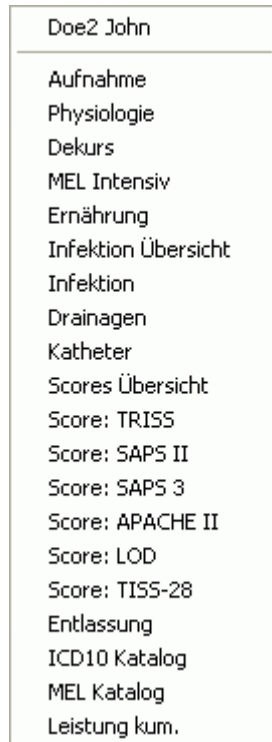 Doe2 John
Aufnahme
Physiologie
Dekurs
MEL Intensiv
Ernährung
Infektion Übersicht
Infektion
Drainagen
Katheter
Scores Übersicht
Score: TRISS
Score: SAPS II
Score: SAPS 3
Score: APACHE II
Score: LOD
Score: TISS-28
Entlassung
ICD10 Katalog
MEL Katalog
Leistung kum.